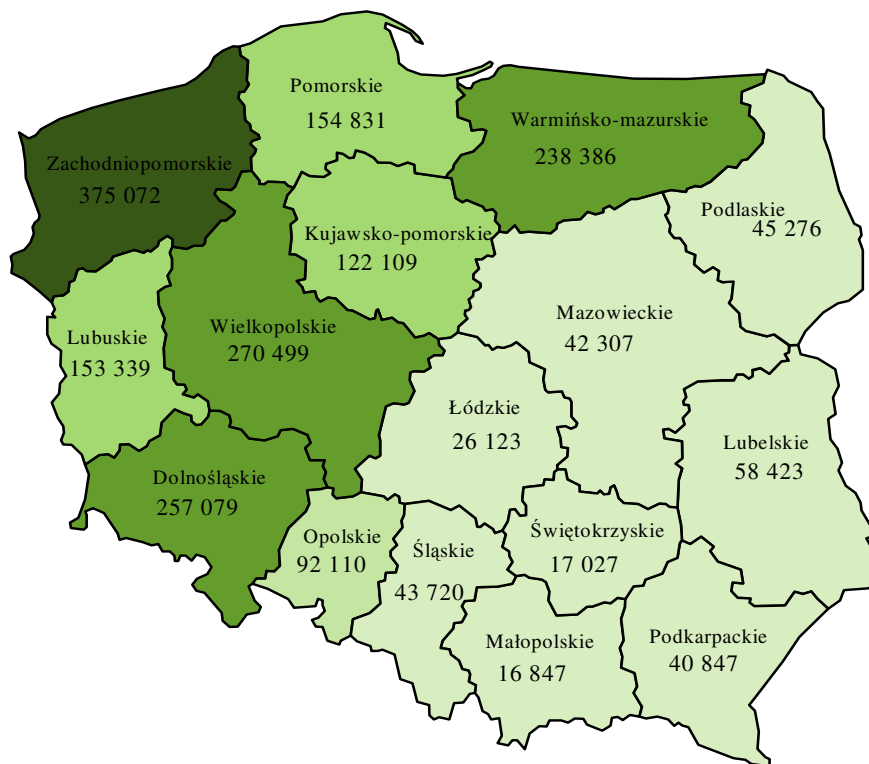 Pomorskie
154 831
Warmińsko-mazurskie
238 386
Zachodniopomorskie
375 072
Podlaskie
45 276
Kujawsko-pomorskie
122 109
Mazowieckie
42 307
Lubuskie
153 339
Wielkopolskie
270 499
Łódzkie
26 123
Lubelskie
58 423
Dolnośląskie
257 079
Opolskie
92 110
Śląskie
43 720
Świętokrzyskie
17 027
Małopolskie
16 847
Podkarpackie
40 847